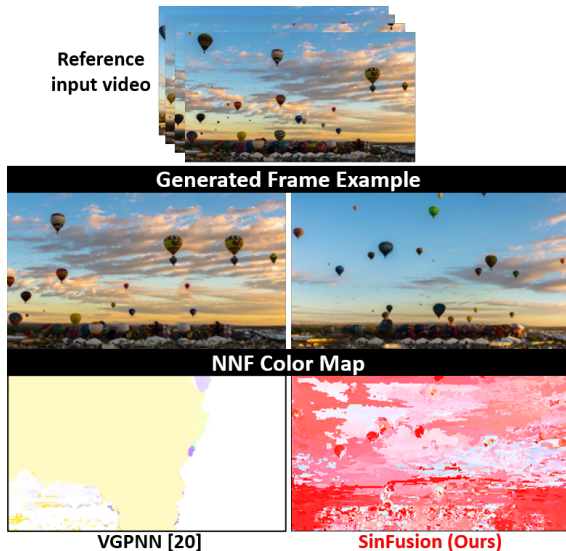 Reference
input video
Generated Frame Example
NNF Color Map
VGPNN [20]
SinFusion (Ours)